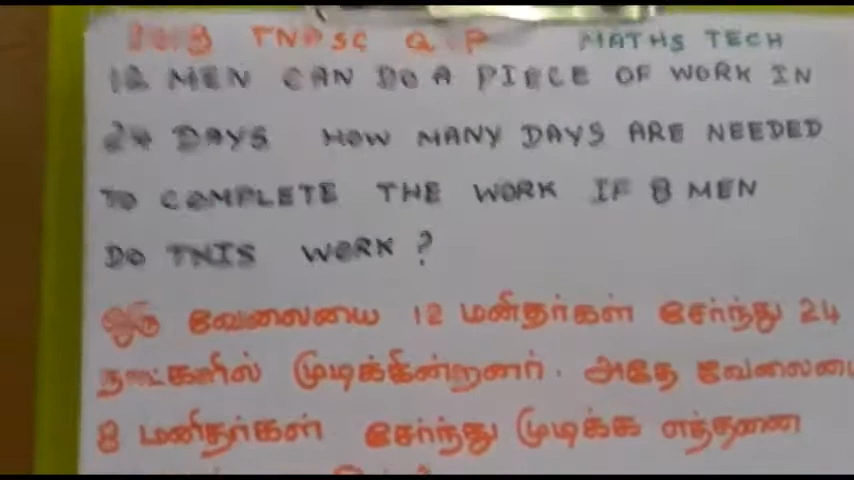 TNPSC Q.P MATHS TECH
12 MEN CAN DO A PIECE OF WORK IN
24 DAYS HOW MANY DAYS ARE NEEDED
TO COMPLETE THE WORK IF 8 MEN
DO THIS WORK ?
ஒரு வேலையை 12 மனிதர்கள் சேர்ந்து 24
நாட்களில் முடிக்கின்றனர். அதே
8 மனிதர்கள் சேர்ந்து முடிக்க எத்தனை